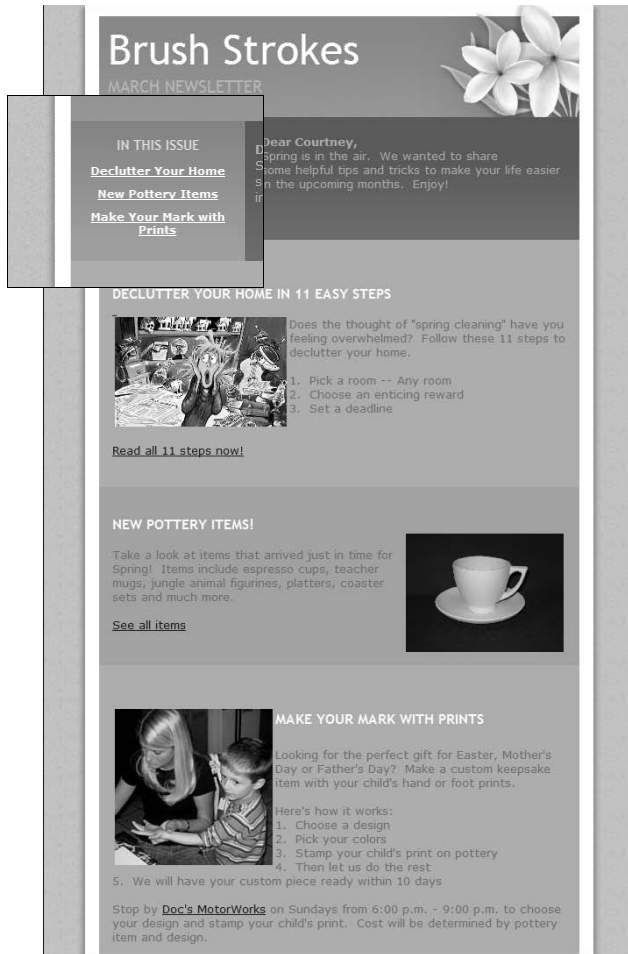 Brush Strokes
MARCH NEWSLETTER
IN THIS ISSUE
Declutter Your Home
New Pottery Items
Make Your Mark with
Prints
Dear Courtney,
Spring is in the air.  We wanted to share
some helpful tips and tricks to make your life easier
in the upcoming months.  Enjoy!
DECLUTTER YOUR HOME IN 11 EASY STEPS
Does the thought of "spring cleaning" have you
feeling overwhelmed?  Follow these 11 steps to
declutter your home.
1.  Pick a room -- Any room
2.  Choose an enticing reward
3.  Set a deadline
Read all 11 steps now!
NEW POTTERY ITEMS!
Take a look at items that arrived just in time for
Spring!  Items include espresso cups, teacher
mugs, jungle animal figurines, platters, coaster
sets and much more.
See all items
MAKE YOUR MARK WITH PRINTS
Looking for the perfect gift for Easter, Mother's
Day or Father's Day?  Make a custom keepsake
item with your child's hand or foot prints.
Here's how it works:
1.  Choose a design
2.  Pick your colors
3.  Stamp your child's print on pottery
4.  Then let us do the rest
5.  We will have your custom piece ready within 10 days
Stop by Doc's MotorWorks on Sundays from 6:00 p.m. - 9:00 p.m. to choose
your design and stamp your child's print.  Cost will be determined by pottery
item and design.